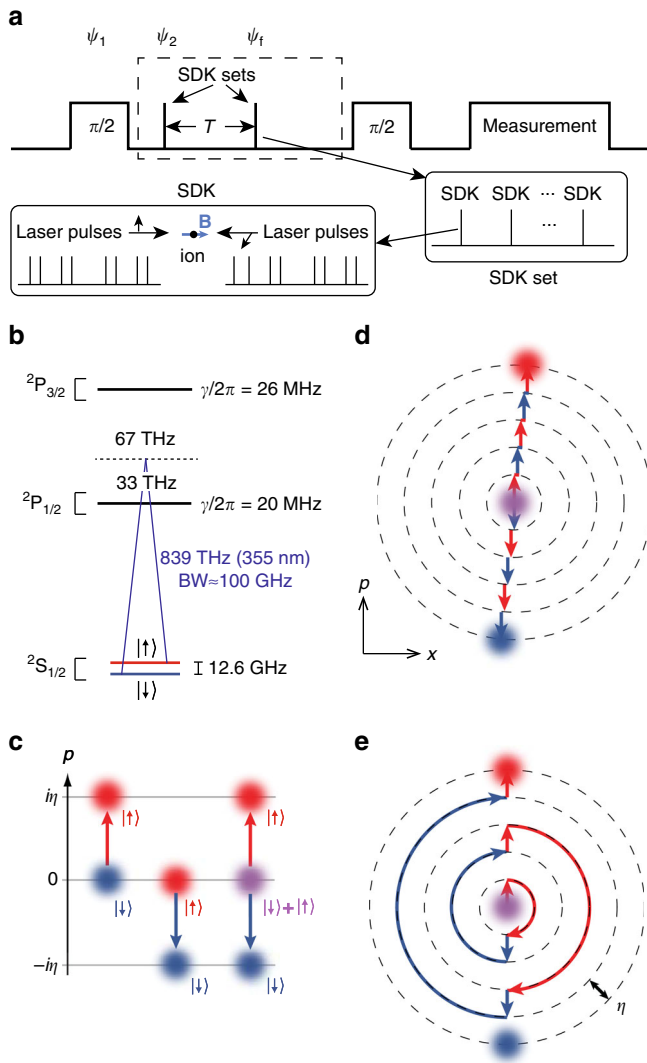 a
ψ₁ ψ₂ ψf
SDK sets
π/2 T π/2 Measurement
SDK
Laser pulses B Laser pulses
ion
SDK SDK ··· SDK
···
SDK set
b
²P₃/₂ γ/2π = 26 MHz
67 THz
33 THz
²P₁/₂ γ/2π = 20 MHz
839 THz (355 nm)
BW≈100 GHz
²S₁/₂ |↑⟩
12.6 GHz
|↓⟩
c
p
iη
|↑⟩ |↑⟩
0
|↓⟩ |↑⟩ |↓⟩+|↑⟩
−iη
|↓⟩ |↓⟩
d
p
x
e
η